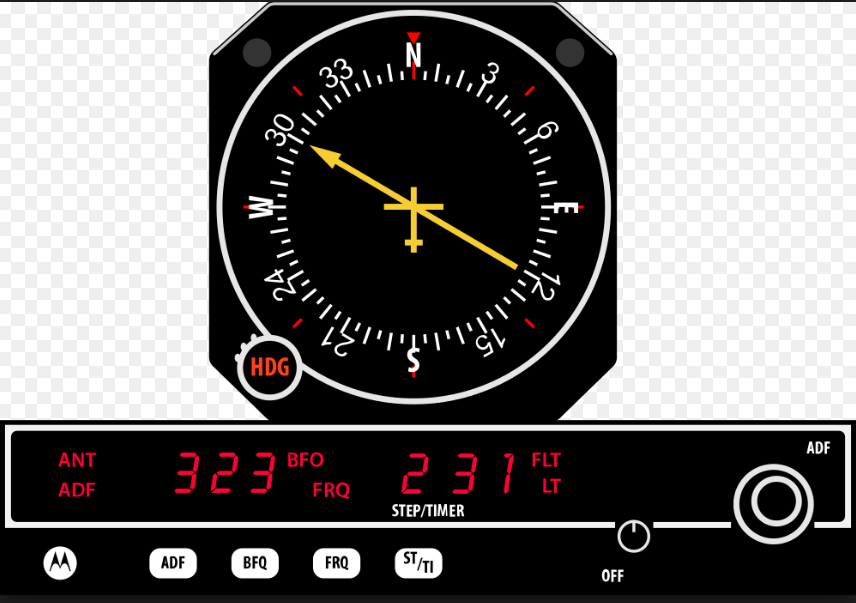 N
33 3
30 6
W E
24 12
21 15
S
HDG
ADF
ANT 323 BFO 231 FLT
ADF FRQ LT
STEP/TIMER
ADF BFQ FRQ ST/TI
OFF